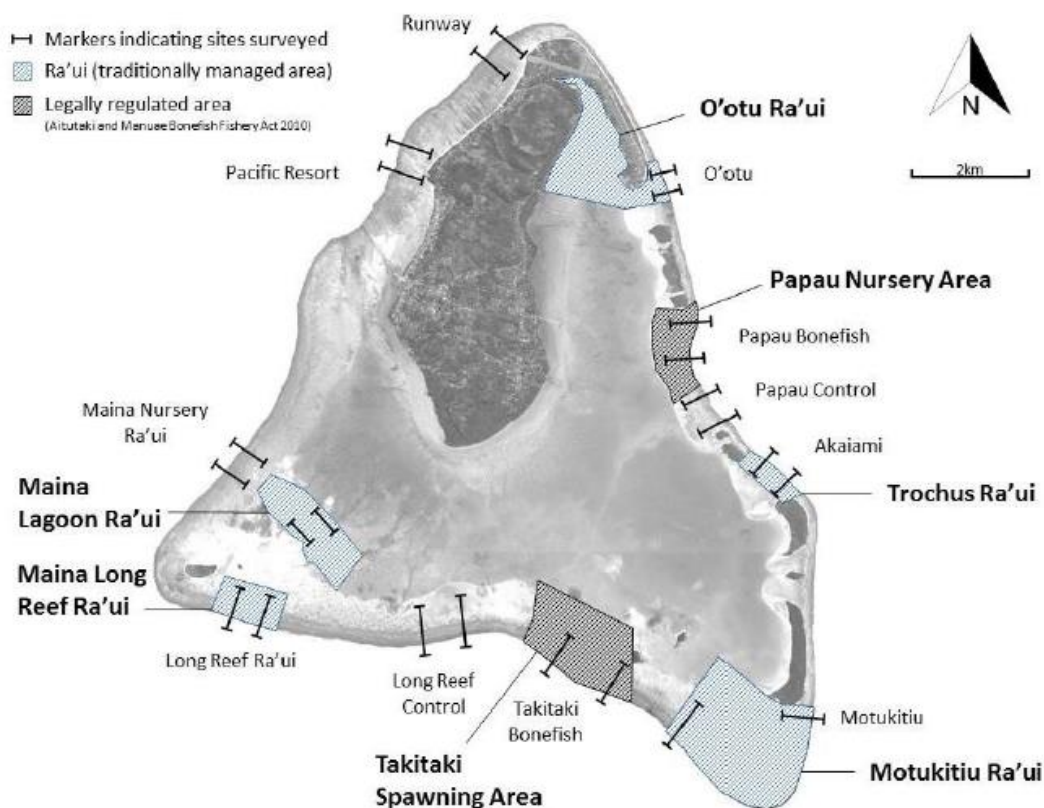 Markers indicating sites surveyed
Ra'ui (traditionally managed area)
Legally regulated area
(Aitutaki and Manuae Bonefish Fishery Act 2010)
Runway
N
2km
O'otu Ra'ui
O'otu
Pacific Resort
Papau Nursery Area
Papau Bonefish
Papau Control
Akaiami
Trochus Ra'ui
Maina Nursery
Ra'ui
Maina
Lagoon Ra'ui
Maina Long
Reef Ra'ui
Long Reef Ra'ui
Long Reef
Control
Takitaki
Bonefish
Takitaki
Spawning Area
Motukitiu
Motukitiu Ra'ui